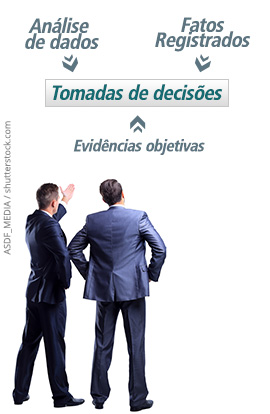 Análise
de dados
Fatos
Registrados
Tomadas de decisões
Evidências objetivas
ASDF_MEDIA / shutterstock.com